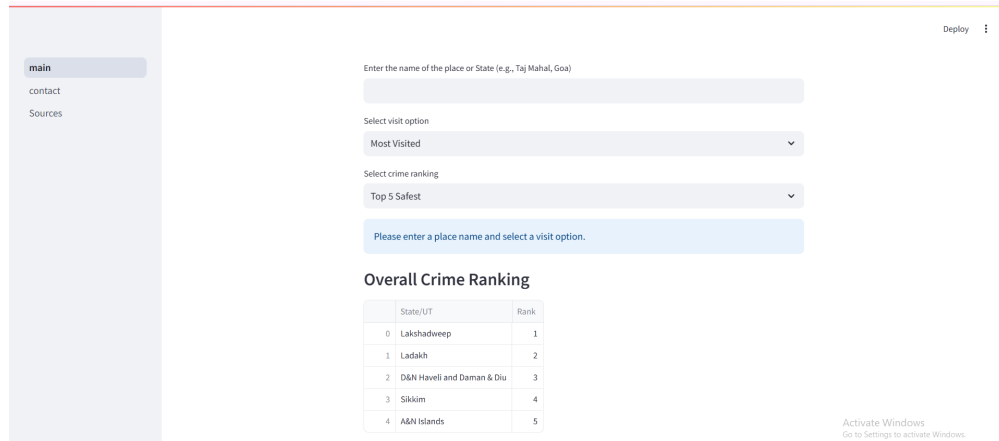 Deploy
main
contact
Sources
Enter the name of the place or State (e.g., Taj Mahal, Goa)
Select visit option
Most Visited
Select crime ranking
Top 5 Safest
Please enter a place name and select a visit option.
Overall Crime Ranking
State/UT Rank
0 Lakshadweep 1
1 Ladakh 2
2 D&N Haveli and Daman & Diu 3
3 Sikkim 4
4 A&N Islands 5
Activate Windows
Go to Settings to activate Windows.